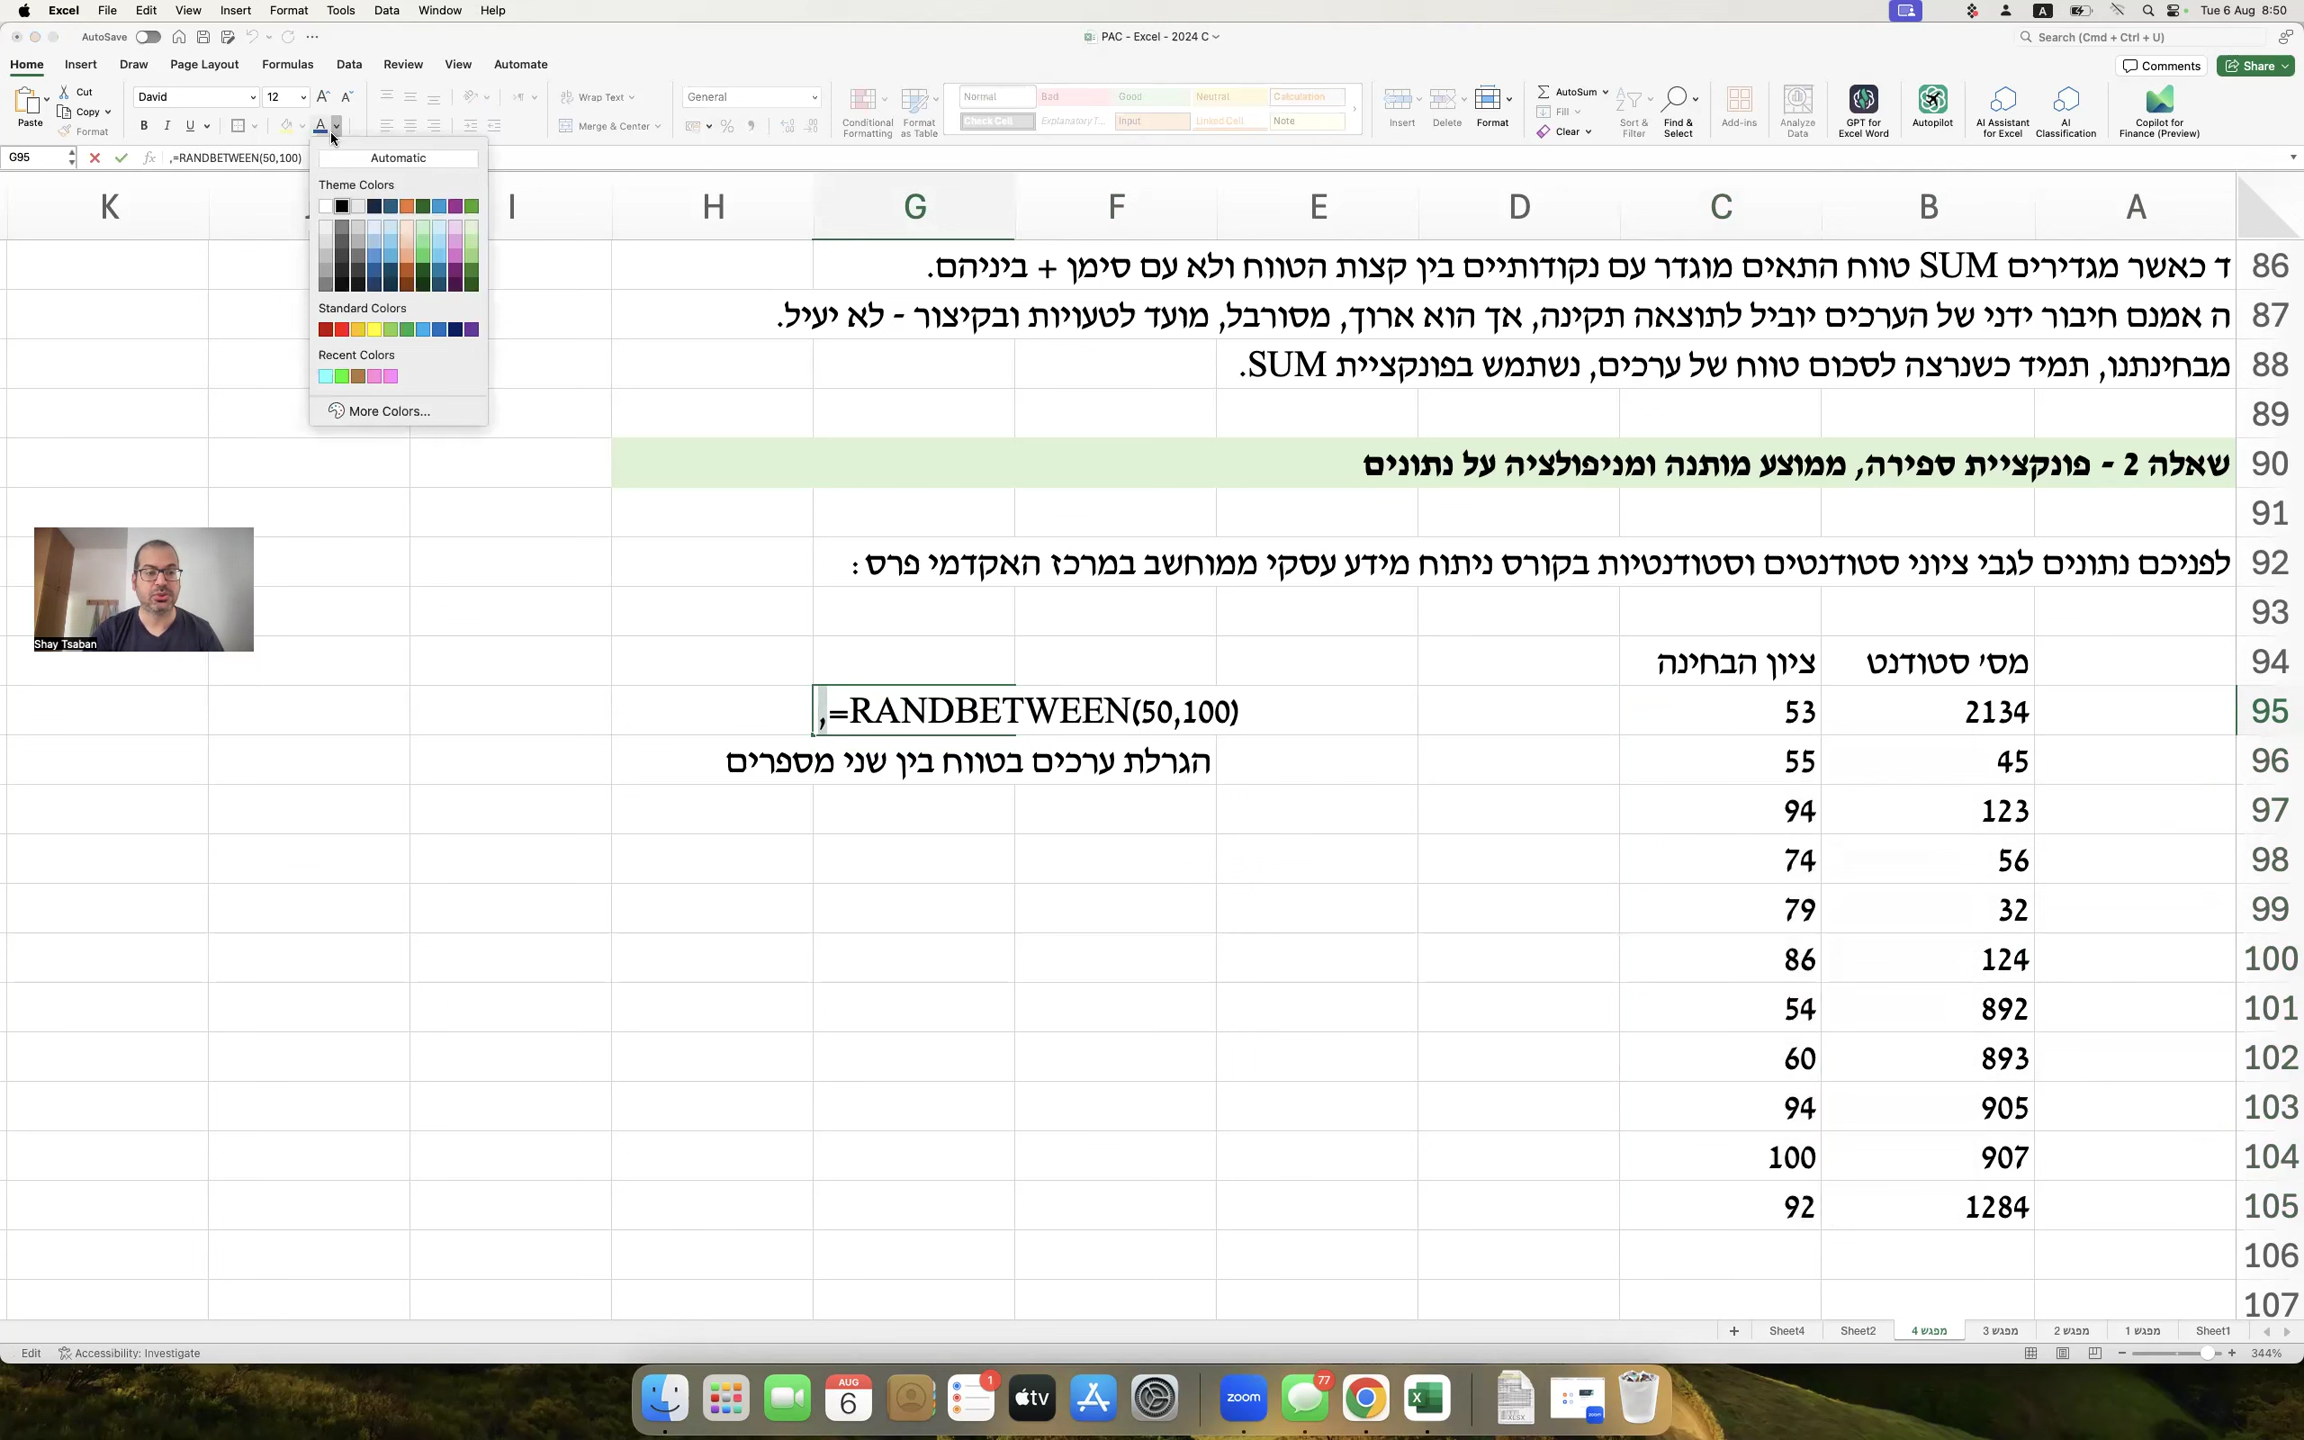 Excel File Edit View Insert Format Tools Data Window Help
A Tue 6 Aug 8:50
AutoSave PAC - Excel - 2024 C Search (Cmd + Ctrl + U)
Home Insert Draw Page Layout Formulas Data Review View Automate Comments Share
Paste Cut Copy Format
David 12
B I U
Wrap Text
Merge & Center
General
Conditional Formatting
Format as Table
Normal Bad Good Neutral Calculation
Check Cell Explanatory T... Input Linked Cell Note
Insert Delete Format
AutoSum Fill Clear
Sort & Filter
Find & Select
Add-ins
Analyze Data
GPT for Excel Word
Autopilot
AI Assistant for Excel
AI Classification
Copilot for Finance (Preview)
G95 fx ,=RANDBETWEEN(50,100)
Automatic
Theme Colors
Standard Colors
Recent Colors
More Colors...
K I H G F E D C B A
86 ד כאשר מגדירים SUM טווח התאים מוגדר עם נקודותיים בין קצות הטווח ולא עם סימן + ביניהם.
87 ה אמנם חיבור ידני של הערכים יוביל לתוצאה תקינה, אך הוא ארוך, מסורבל, מועד לטעויות ובקיצור - לא יעיל.
88 מבחינתנו, תמיד כשנרצה לסכום טווח של ערכים, נשתמש בפונקציית SUM.
89
90 שאלה 2 - פונקציית ספירה, ממוצע מותנה ומניפולציה על נתונים
91
92 לפניכם נתונים לגבי ציוני סטודנטים וסטודנטיות בקורס ניתוח מידע עסקי ממוחשב במרכז האקדמי פרס :
93
94 מס' סטודנט ציון הבחינה
95 2134 53 ,=RANDBETWEEN(50,100)
96 45 55 הגרלת ערכים בטווח בין שני מספרים
97 123 94
98 56 74
99 32 79
100 124 86
101 892 54
102 893 60
103 905 94
104 907 100
105 1284 92
106
107
Shay Tsaban
Sheet1 מפגש 1 מפגש 2 מפגש 3 מפגש 4 Sheet2 Sheet4 +
Edit Accessibility: Investigate 344%
AUG 6
1
tv
zoom
77
XLSX
zoom